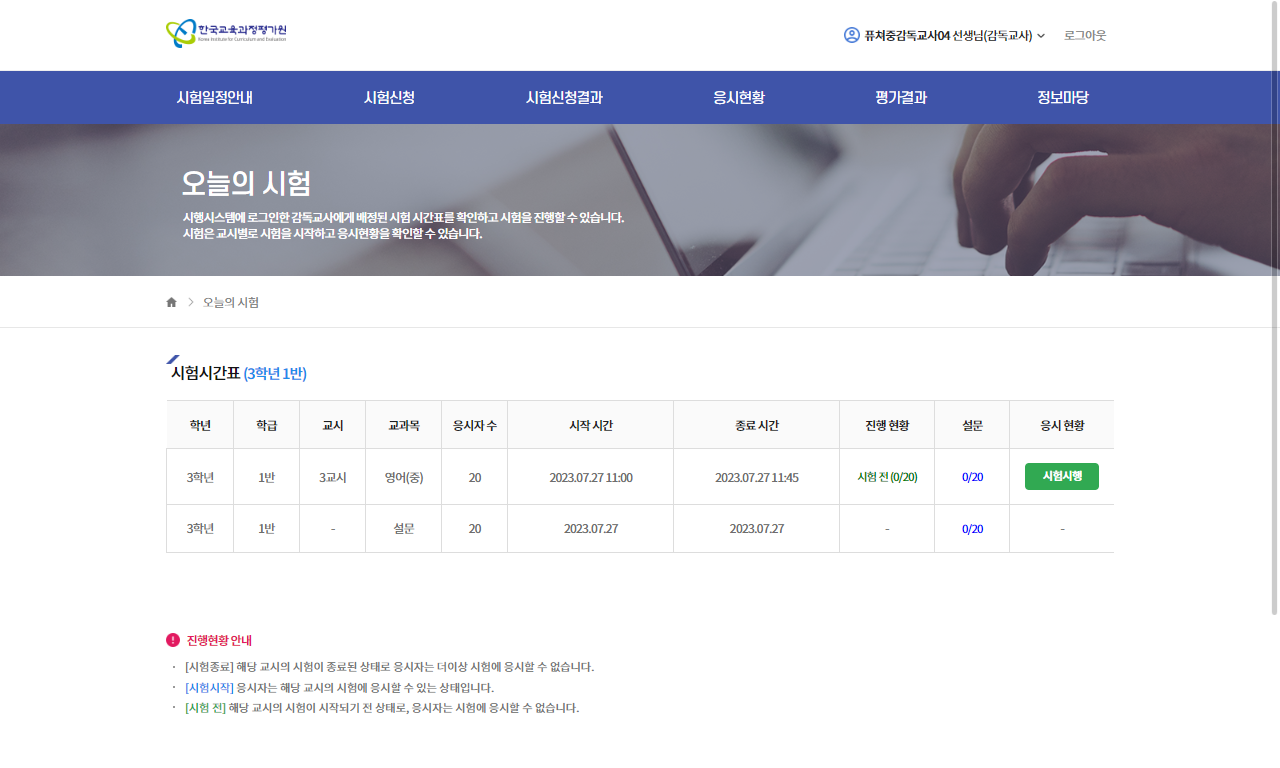 한국교육과정평가원
Korea Institute for Curriculum and Evaluation
퓨쳐중감독교사04 선생님(감독교사)
로그아웃
시험일정안내 시험신청 시험신청결과 응시현황 평가결과 정보마당
오늘의 시험
시행시스템에 로그인한 감독교사에게 배정된 시험 시간표를 확인하고 시험을 진행할 수 있습니다.
시험은 교시별로 시험을 시작하고 응시현황을 확인할 수 있습니다.
오늘의 시험
시험시간표 (3학년 1반)
학년 학급 교시 교과목 응시자 수 시작 시간 종료 시간 진행 현황 설문 응시 현황
3학년 1반 3교시 영어(중) 20 2023.07.27 11:00 2023.07.27 11:45 시험 전 (0/20) 0/20 시험시행
3학년 1반 - 설문 20 2023.07.27 2023.07.27 - 0/20 -
진행현황 안내
· [시험종료] 해당 교시의 시험이 종료된 상태로 응시자는 더이상 시험에 응시할 수 없습니다.
· [시험시작] 응시자는 해당 교시의 시험에 응시할 수 있는 상태입니다.
· [시험 전] 해당 교시의 시험이 시작되기 전 상태로, 응시자는 시험에 응시할 수 없습니다.